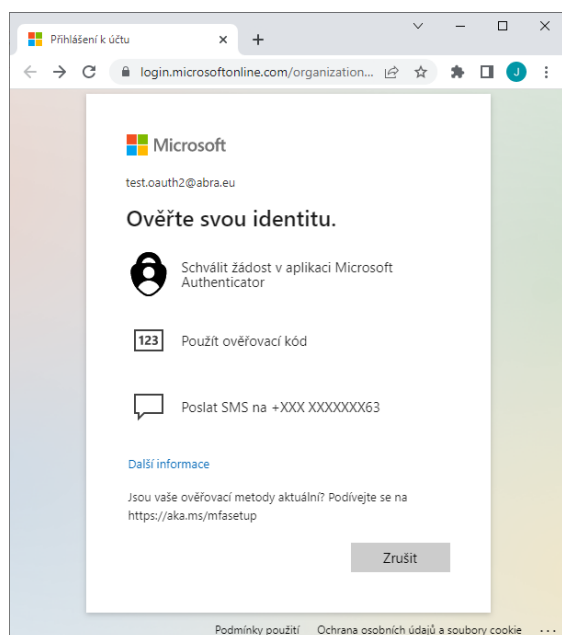 Přihlášení k účtu
login.microsoftonline.com/organization...
J
Microsoft
test.oauth2@abra.eu
Ověřte svou identitu.
Schválit žádost v aplikaci Microsoft
Authenticator
123
Použít ověřovací kód
Poslat SMS na +XXX XXXXXXX63
Další informace
Jsou vaše ověřovací metody aktuální? Podívejte se na
https://aka.ms/mfasetup
Zrušit
Podmínky použití Ochrana osobních údajů a soubory cookie ...